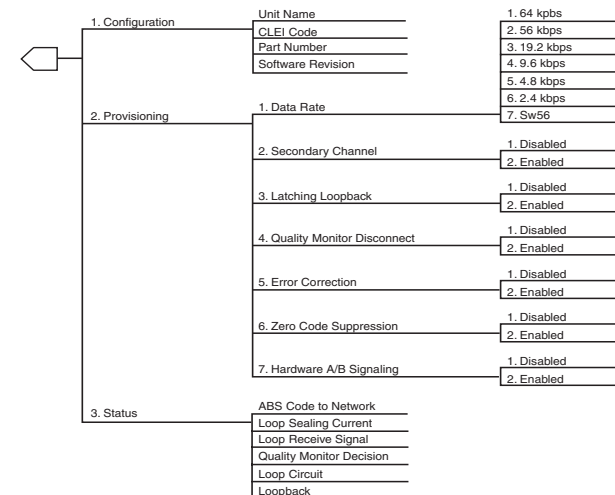 1. Configuration
Unit Name
CLEI Code
Part Number
Software Revision
2. Provisioning
1. Data Rate
1. 64 kpbs
2. 56 kbps
3. 19.2 kbps
4. 9.6 kbps
5. 4.8 kbps
6. 2.4 kbps
7. Sw56
2. Secondary Channel
1. Disabled
2. Enabled
3. Latching Loopback
1. Disabled
2. Enabled
4. Quality Monitor Disconnect
1. Disabled
2. Enabled
5. Error Correction
1. Disabled
2. Enabled
6. Zero Code Suppression
1. Disabled
2. Enabled
7. Hardware A/B Signaling
1. Disabled
2. Enabled
3. Status
ABS Code to Network
Loop Sealing Current
Loop Receive Signal
Quality Monitor Decision
Loop Circuit
Loopback